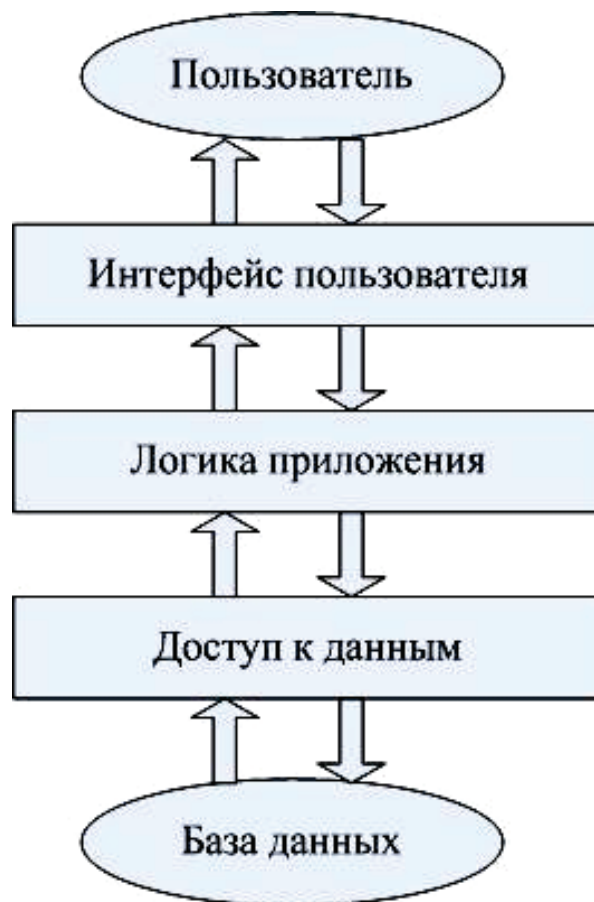 Пользователь
Интерфейс пользователя
Логика приложения
Доступ к данным
База данных